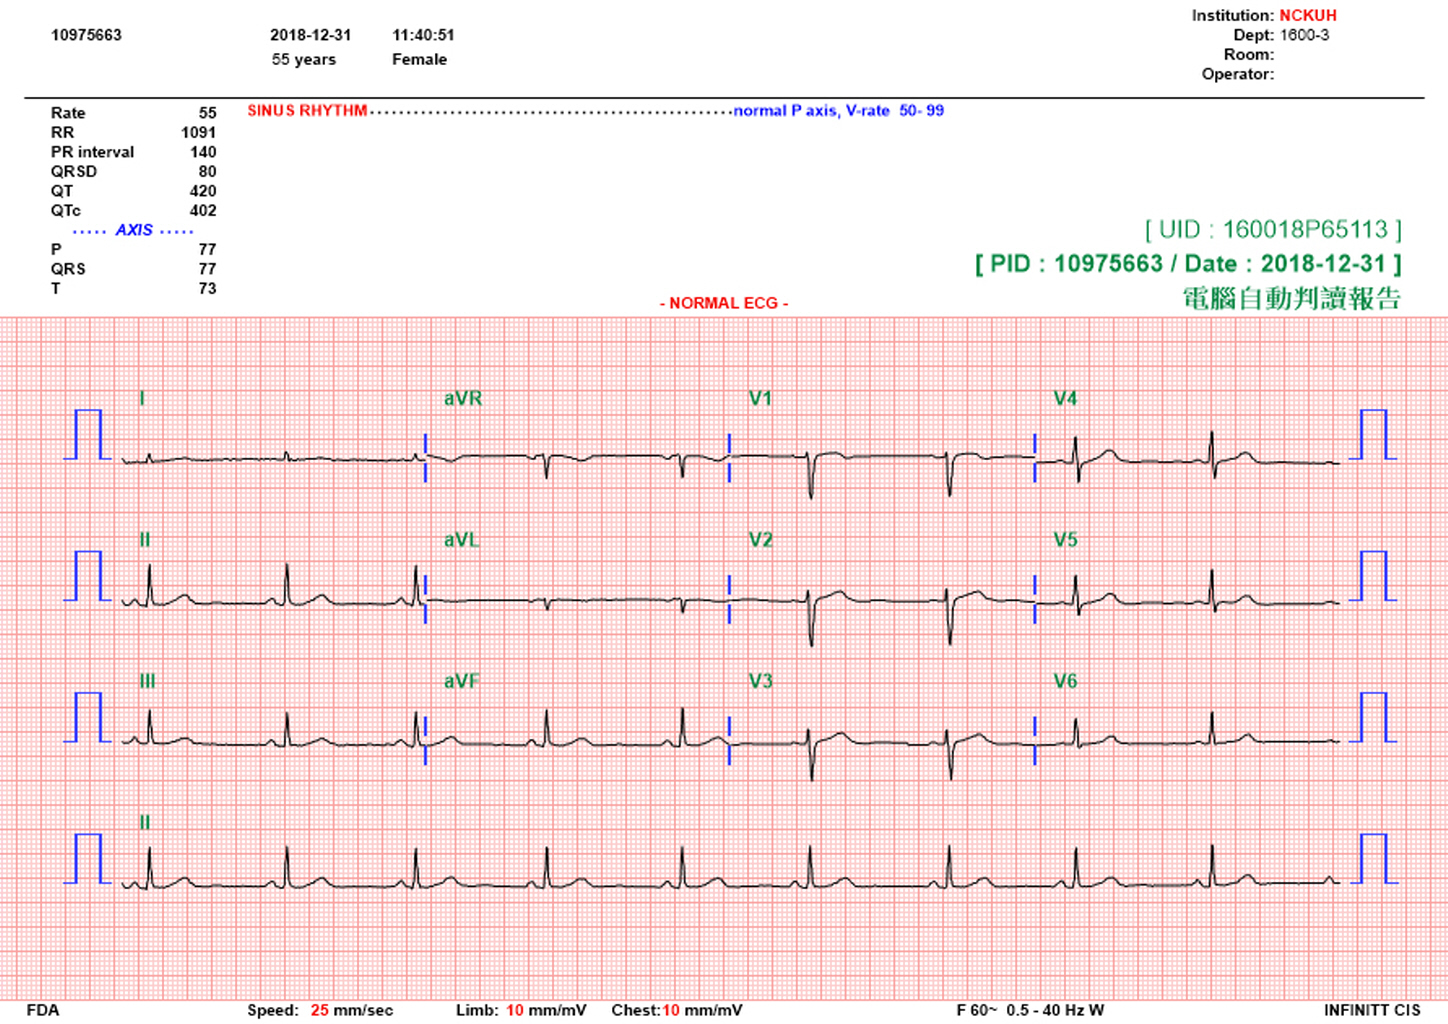 10975663 2018-12-31 11:40:51
55 years Female
Institution: NCKUH
Dept: 1600-3
Room:
Operator:
Rate 55
RR 1091
PR interval 140
QRSD 80
QT 420
QTc 402
..... AXIS .....
P 77
QRS 77
T 73
SINUS RHYTHM..........................................normal P axis, V-rate 50- 99
[ UID : 160018P65113 ]
[ PID : 10975663 / Date : 2018-12-31 ]
電腦自動判讀報告
- NORMAL ECG -
I aVR V1 V4
II aVL V2 V5
III aVF V3 V6
II
FDA Speed: 25 mm/sec Limb: 10 mm/mV Chest:10 mm/mV F 60~ 0.5 - 40 Hz W INFINITT CIS